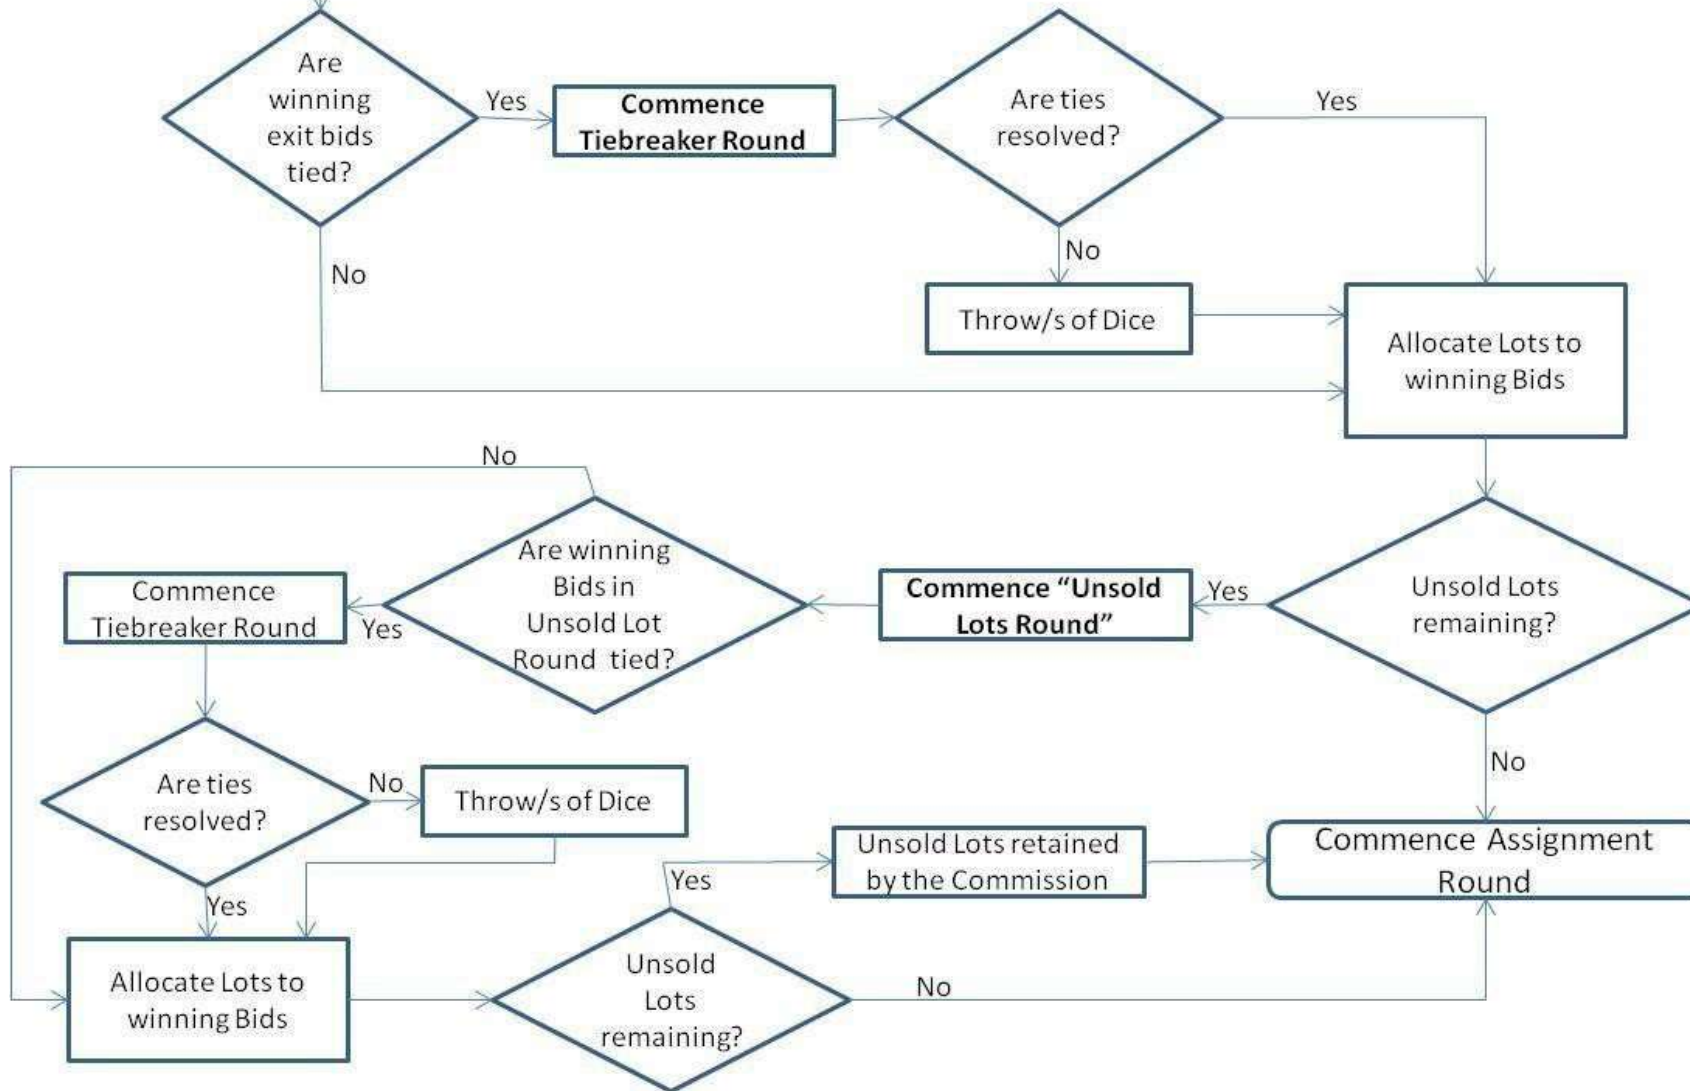 Are
winning
exit bids
tied?
Yes
Commence
Tiebreaker Round
Are ties
resolved?
Yes
No
No
Throw/s of Dice
Allocate Lots to
winning Bids
No
Are winning
Bids in
Unsold Lot
Round tied?
Yes
Commence
Tiebreaker Round
Commence “Unsold
Lots Round”
Yes
Unsold Lots
remaining?
No
Are ties
resolved?
No
Throw/s of Dice
Yes
Unsold Lots retained
by the Commission
Commence Assignment
Round
Yes
Allocate Lots to
winning Bids
Unsold
Lots
remaining?
No